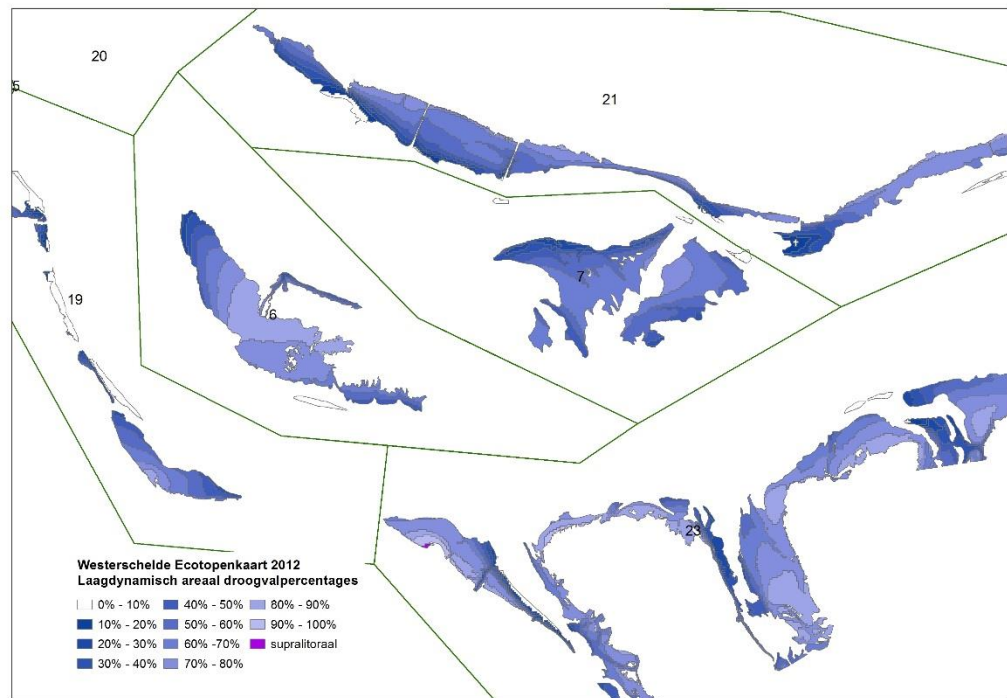 20
5
21
7
19
6
23
Westerschelde Ecotopenkaart 2012
Laagdynamisch areaal droogvalpercentages
0% - 10% 40% - 50% 80% - 90%
10% - 20% 50% - 60% 90% - 100%
20% - 30% 60% -70% supralitoraal
30% - 40% 70% - 80%